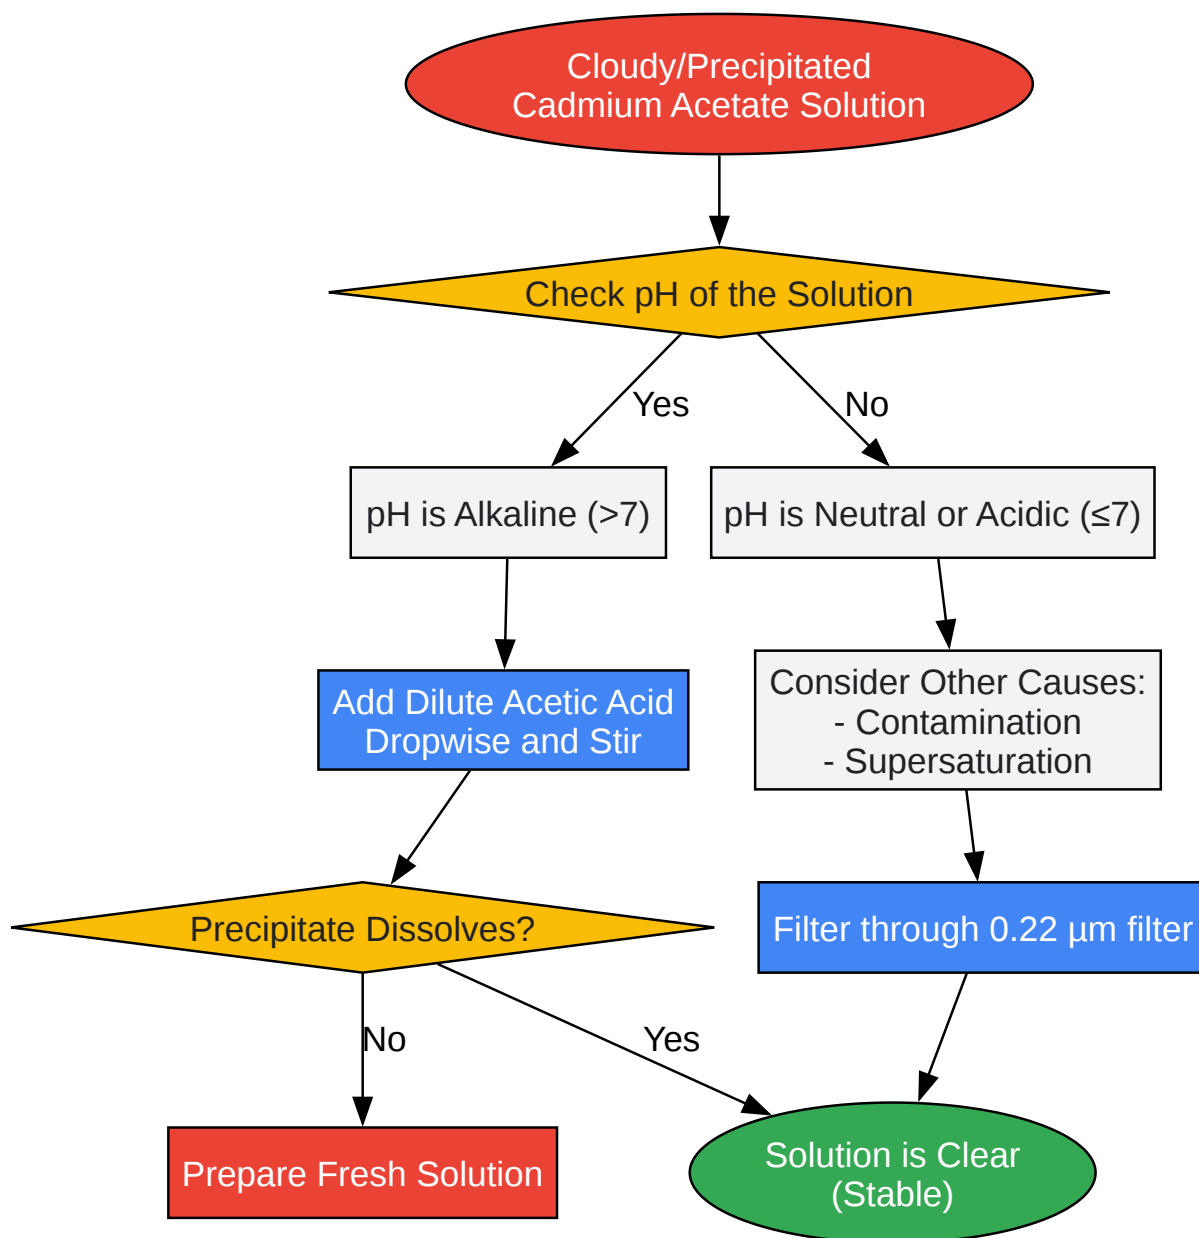 Cloudy/Precipitated
Cadmium Acetate Solution
Check pH of the Solution
Yes
No
pH is Alkaline (>7)
pH is Neutral or Acidic (≤7)
Add Dilute Acetic Acid
Dropwise and Stir
Consider Other Causes:
- Contamination
- Supersaturation
Precipitate Dissolves?
Filter through 0.22 µm filter
No
Yes
Prepare Fresh Solution
Solution is Clear
(Stable)